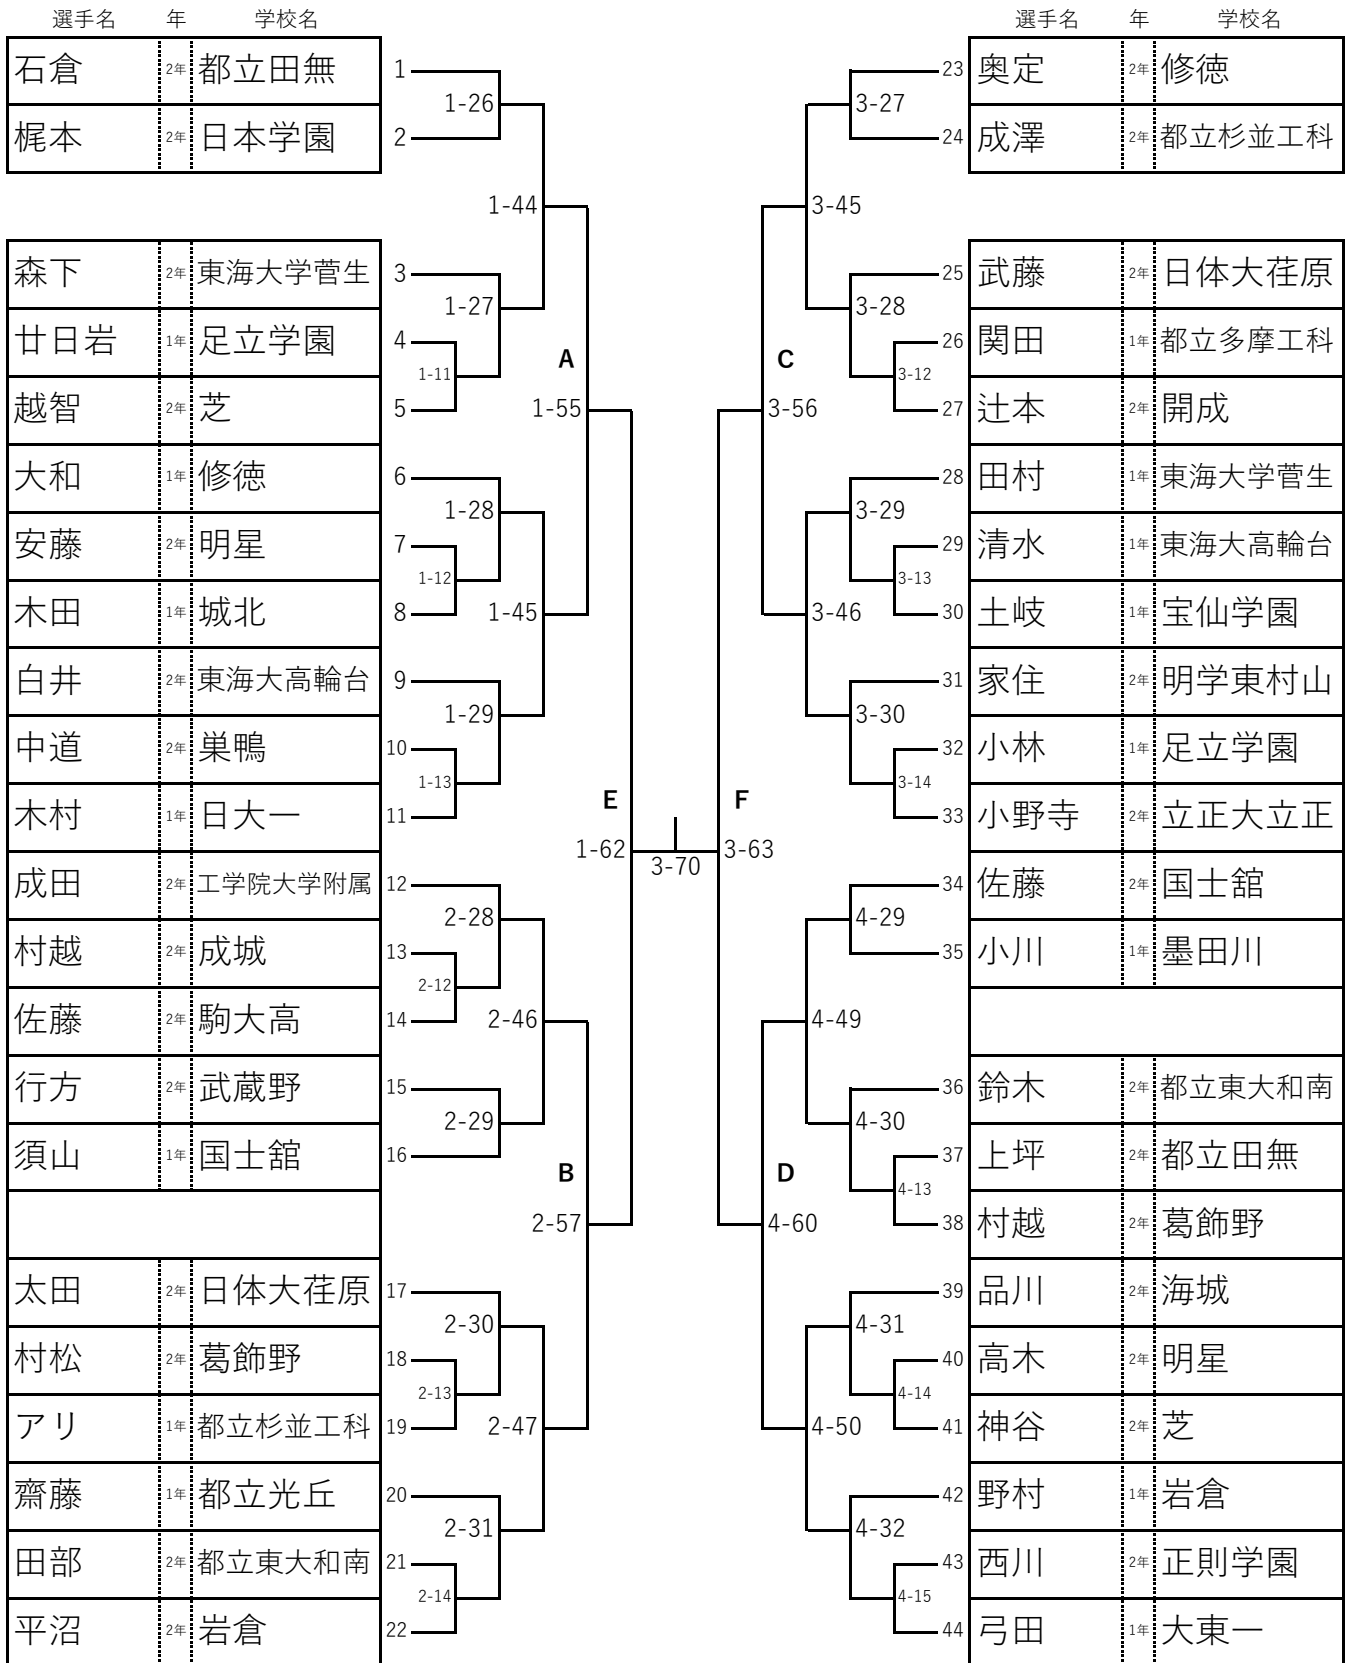 選手名 年 学校名
石倉 2年 都立田無 1
1-26
梶本 2年 日本学園 2
1-44
森下 2年 東海大学菅生 3
1-27
廿日岩 1年 足立学園 4
1-11
越智 2年 芝 5
A
1-55
大和 1年 修徳 6
1-28
安藤 2年 明星 7
1-12
木田 1年 城北 8
1-45
白井 2年 東海大高輪台 9
1-29
中道 2年 巣鴨 10
1-13
木村 1年 日大一 11
E
1-62
成田 2年 工学院大学附属 12
2-28
村越 2年 成城 13
2-12
佐藤 2年 駒大高 14
2-46
行方 2年 武蔵野 15
2-29
須山 1年 国士舘 16
B
2-57
太田 2年 日体大荏原 17
2-30
村松 2年 葛飾野 18
2-13
アリ 1年 都立杉並工科 19
2-47
齋藤 1年 都立光丘 20
2-31
田部 2年 都立東大和南 21
2-14
平沼 2年 岩倉 22
3-70
選手名 年 学校名
23 奥定 2年 修徳
3-27
24 成澤 2年 都立杉並工科
3-45
25 武藤 2年 日体大荏原
3-28
26 関田 1年 都立多摩工科
3-12
27 辻本 2年 開成
C
3-56
28 田村 1年 東海大学菅生
3-29
29 清水 1年 東海大高輪台
3-13
30 土岐 1年 宝仙学園
3-46
31 家住 2年 明学東村山
3-30
32 小林 1年 足立学園
3-14
33 小野寺 2年 立正大立正
F
3-63
34 佐藤 2年 国士舘
4-29
35 小川 1年 墨田川
4-49
36 鈴木 2年 都立東大和南
4-30
37 上坪 2年 都立田無
4-13
38 村越 2年 葛飾野
D
4-60
39 品川 2年 海城
4-31
40 高木 2年 明星
4-14
41 神谷 2年 芝
4-50
42 野村 1年 岩倉
4-32
43 西川 2年 正則学園
4-15
44 弓田 1年 大東一